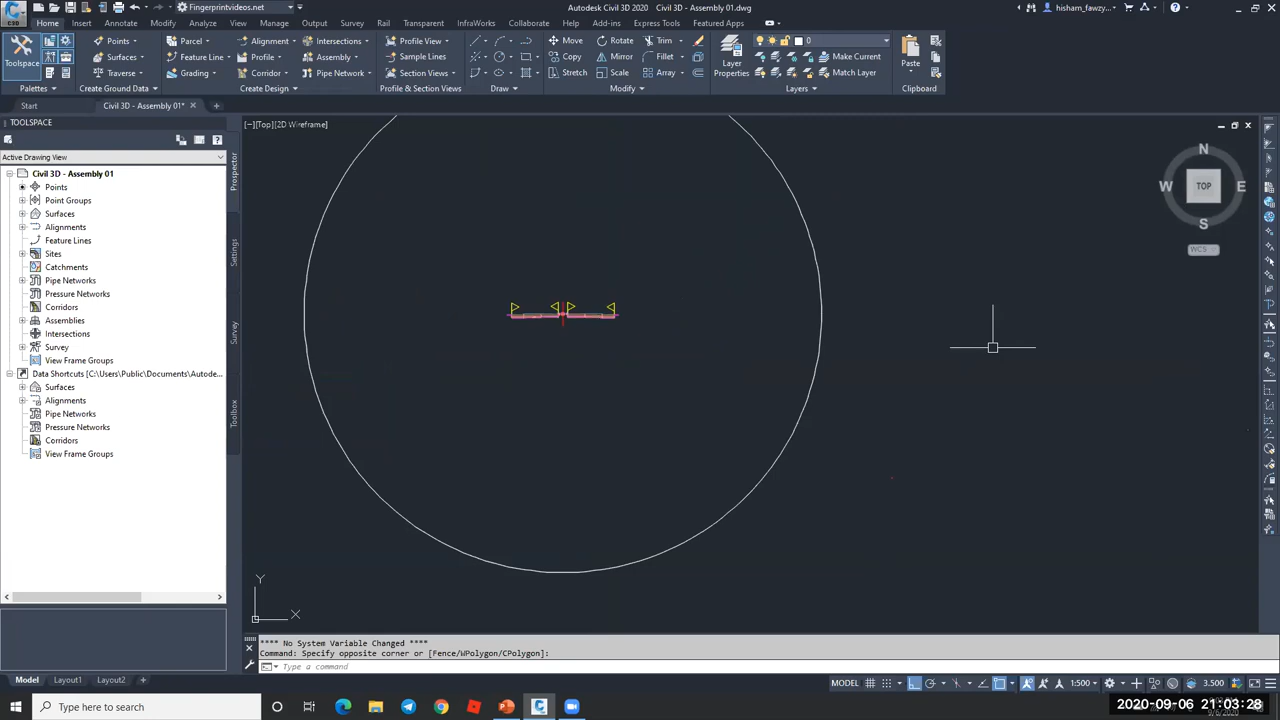 Fingerprintvideos.net
Autodesk Civil 3D 2020 Civil 3D - Assembly 01.dwg
hisham_fawzy...
Home Insert Annotate Modify Analyze View Manage Output Survey Rail Transparent InfraWorks Collaborate Help Add-ins Express Tools Featured Apps
C3D
Toolspace
Palettes
Points
Surfaces
Traverse
Create Ground Data
Parcel
Feature Line
Grading
Alignment
Profile
Corridor
Intersections
Assembly
Pipe Network
Create Design
Profile View
Sample Lines
Section Views
Profile & Section Views
Draw
Move
Copy
Stretch
Rotate
Mirror
Scale
Trim
Fillet
Array
Modify
Layer
Properties
0
Make Current
Match Layer
Layers
Paste
Clipboard
Start
Civil 3D - Assembly 01*
TOOLSPACE
Active Drawing View
Civil 3D - Assembly 01
Points
Point Groups
Surfaces
Alignments
Feature Lines
Sites
Catchments
Pipe Networks
Pressure Networks
Corridors
Assemblies
Intersections
Survey
View Frame Groups
Data Shortcuts [C:\Users\Public\Documents\Autode...
Surfaces
Alignments
Pipe Networks
Pressure Networks
Corridors
View Frame Groups
Prospector
Settings
Survey
Toolbox
[−][Top][2D Wireframe]
N
W TOP E
S
WCS
Y
X
**** No System Variable Changed ****
Command: Specify opposite corner or [Fence/WPolygon/CPolygon]:
Type a command
Model Layout1 Layout2
MODEL
1:500
3.500
Type here to search
2020-09-06 21:03:28